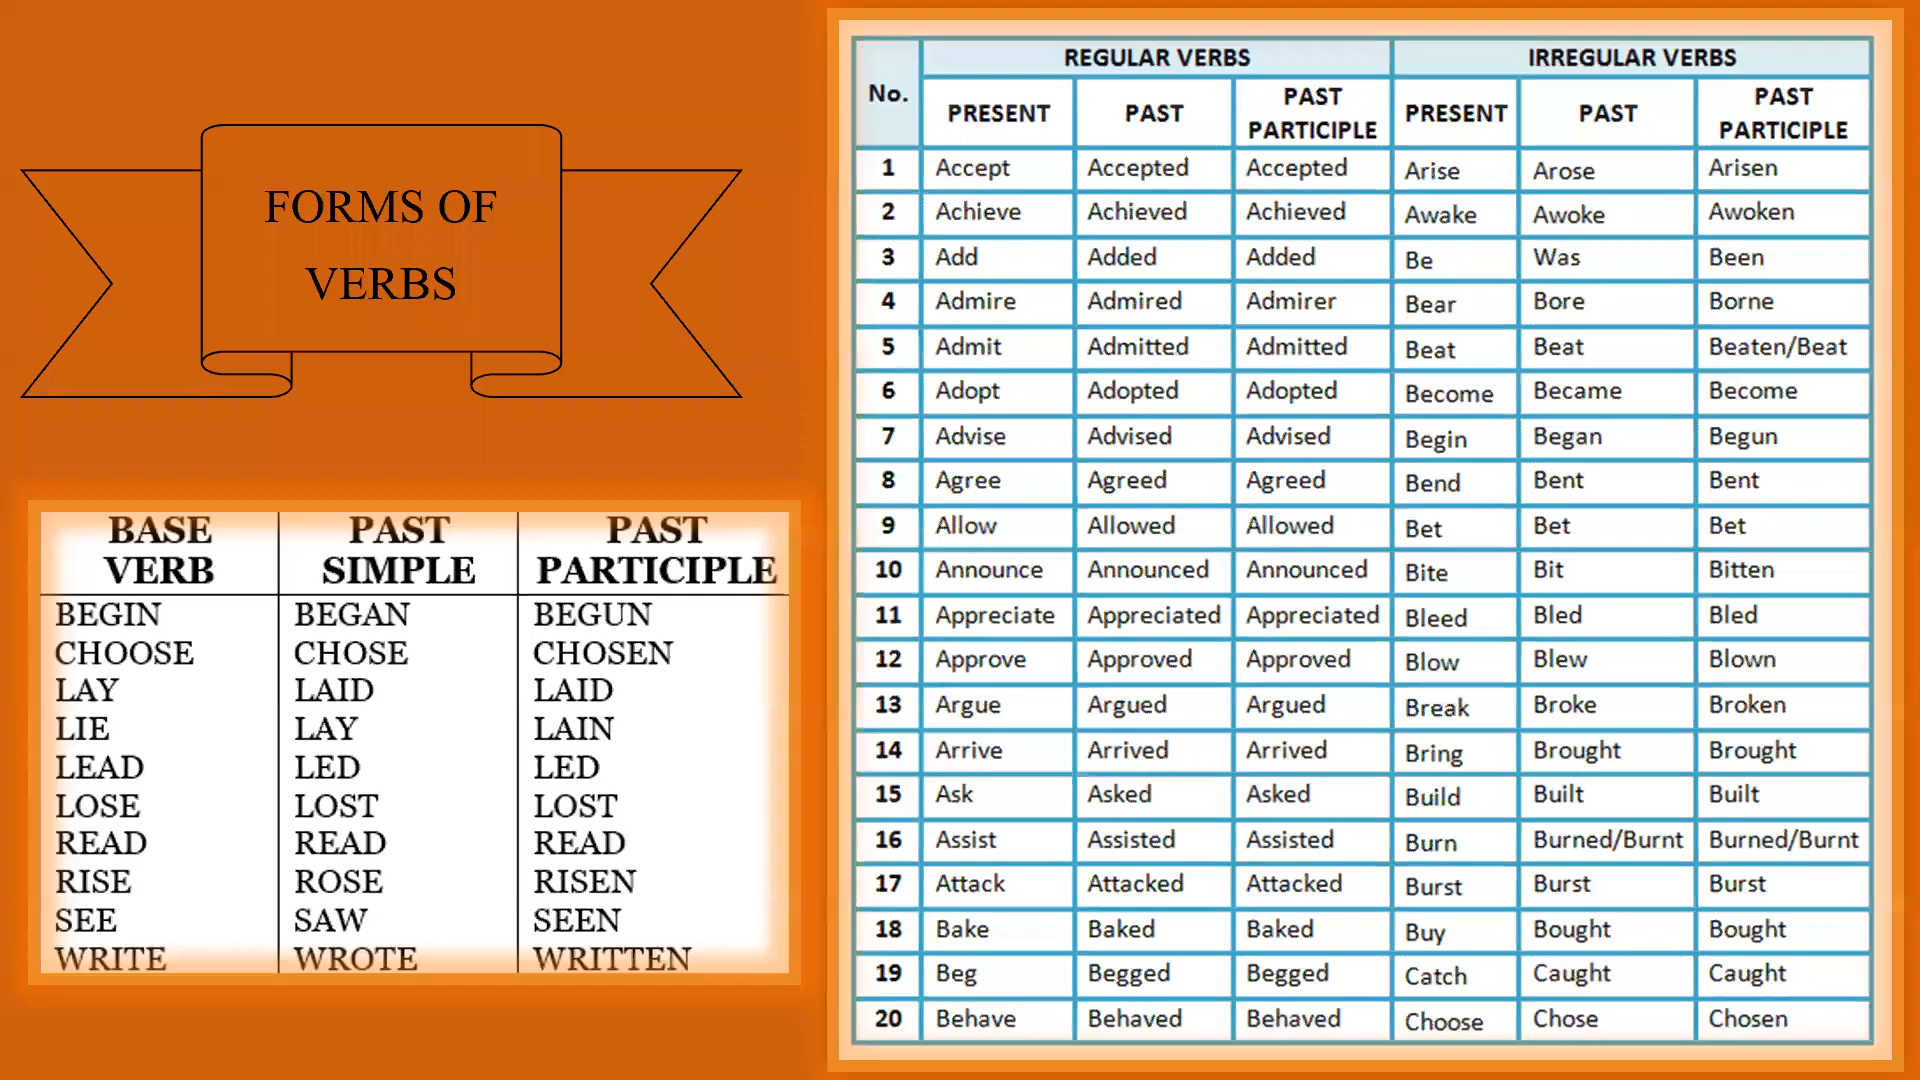 FORMS OF
VERBS
BASE VERB PAST SIMPLE PAST PARTICIPLE
BEGIN BEGAN BEGUN
CHOOSE CHOSE CHOSEN
LAY LAID LAID
LIE LAY LAIN
LEAD LED LED
LOSE LOST LOST
READ READ READ
RISE ROSE RISEN
SEE SAW SEEN
WRITE WROTE WRITTEN
No. REGULAR VERBS IRREGULAR VERBS
PRESENT PAST PAST PARTICIPLE PRESENT PAST PAST PARTICIPLE
1 Accept Accepted Accepted Arise Arose Arisen
2 Achieve Achieved Achieved Awake Awoke Awoken
3 Add Added Added Be Was Been
4 Admire Admired Admirer Bear Bore Borne
5 Admit Admitted Admitted Beat Beat Beaten/Beat
6 Adopt Adopted Adopted Become Became Become
7 Advise Advised Advised Begin Began Begun
8 Agree Agreed Agreed Bend Bent Bent
9 Allow Allowed Allowed Bet Bet Bet
10 Announce Announced Announced Bite Bit Bitten
11 Appreciate Appreciated Appreciated Bleed Bled Bled
12 Approve Approved Approved Blow Blew Blown
13 Argue Argued Argued Break Broke Broken
14 Arrive Arrived Arrived Bring Brought Brought
15 Ask Asked Asked Build Built Built
16 Assist Assisted Assisted Burn Burned/Burnt Burned/Burnt
17 Attack Attacked Attacked Burst Burst Burst
18 Bake Baked Baked Buy Bought Bought
19 Beg Begged Begged Catch Caught Caught
20 Behave Behaved Behaved Choose Chose Chosen